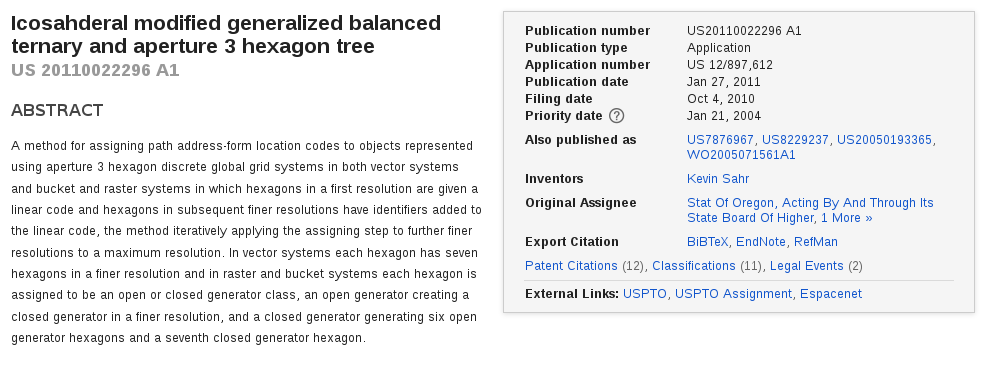 Icosahderal modified generalized balanced
ternary and aperture 3 hexagon tree
US 20110022296 A1
ABSTRACT
A method for assigning path address-form location codes to objects represented
using aperture 3 hexagon discrete global grid systems in both vector systems
and bucket and raster systems in which hexagons in a first resolution are given a
linear code and hexagons in subsequent finer resolutions have identifiers added to
the linear code, the method iteratively applying the assigning step to further finer
resolutions to a maximum resolution. In vector systems each hexagon has seven
hexagons in a finer resolution and in raster and bucket systems each hexagon is
assigned to be an open or closed generator class, an open generator creating a
closed generator in a finer resolution, and a closed generator generating six open
generator hexagons and a seventh closed generator hexagon.
Publication number US20110022296 A1
Publication type Application
Application number US 12/897,612
Publication date Jan 27, 2011
Filing date Oct 4, 2010
Priority date ? Jan 21, 2004
Also published as US7876967, US8229237, US20050193365,
WO2005071561A1
Inventors Kevin Sahr
Original Assignee Stat Of Oregon, Acting By And Through Its
State Board Of Higher, 1 More »
Export Citation BiBTeX, EndNote, RefMan
Patent Citations (12), Classifications (11), Legal Events (2)
External Links: USPTO, USPTO Assignment, Espacenet